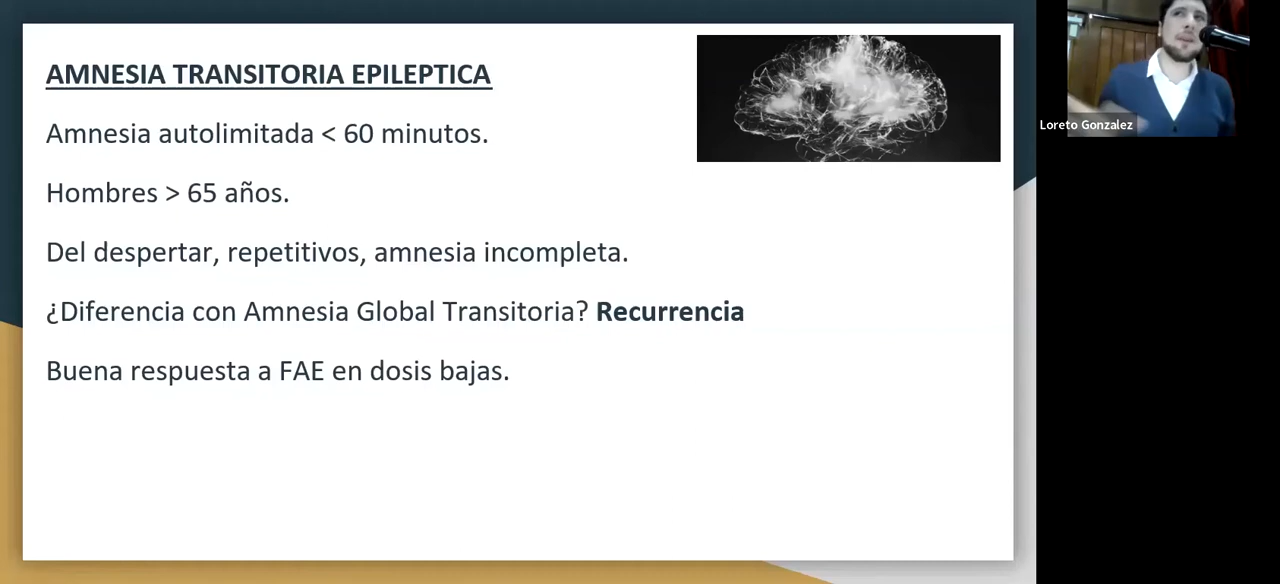 AMNESIA TRANSITORIA EPILEPTICA
Amnesia autolimitada < 60 minutos.
Hombres > 65 años.
Del despertar, repetitivos, amnesia incompleta.
¿Diferencia con Amnesia Global Transitoria? Recurrencia
Buena respuesta a FAE en dosis bajas.
Loreto Gonzalez